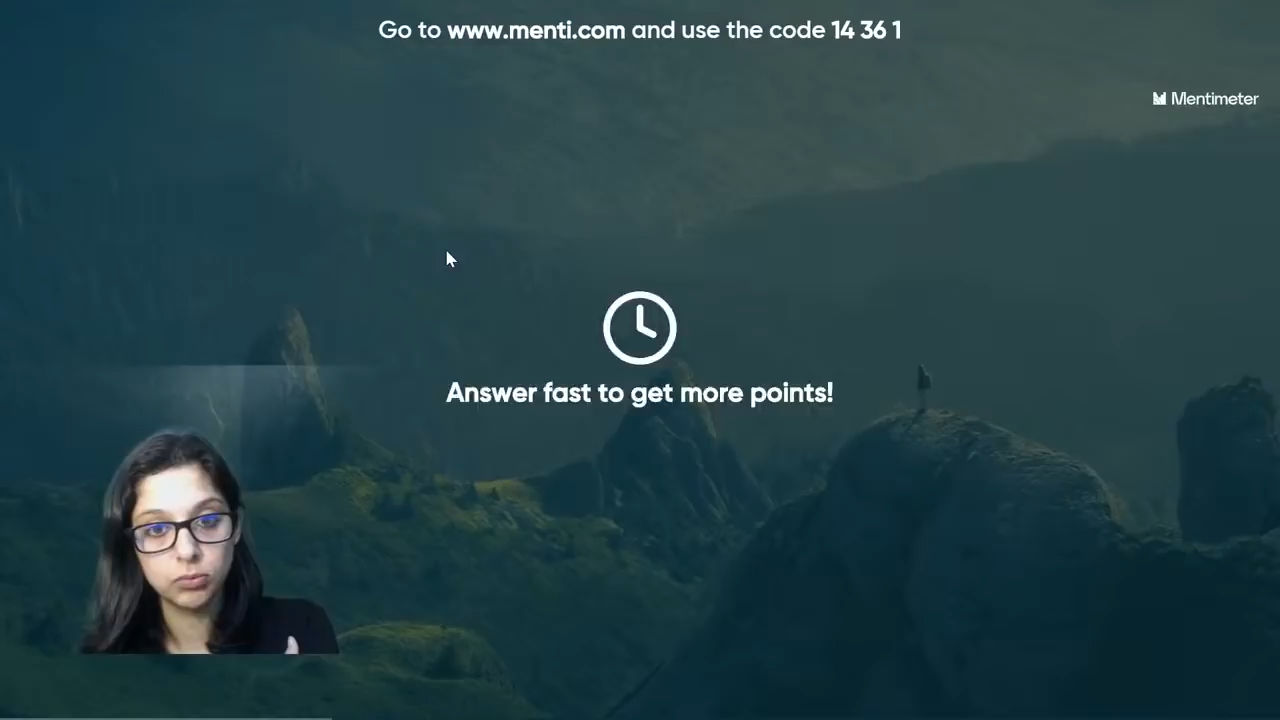 Go to www.menti.com and use the code 14 36 1
Mentimeter
Answer fast to get more points!